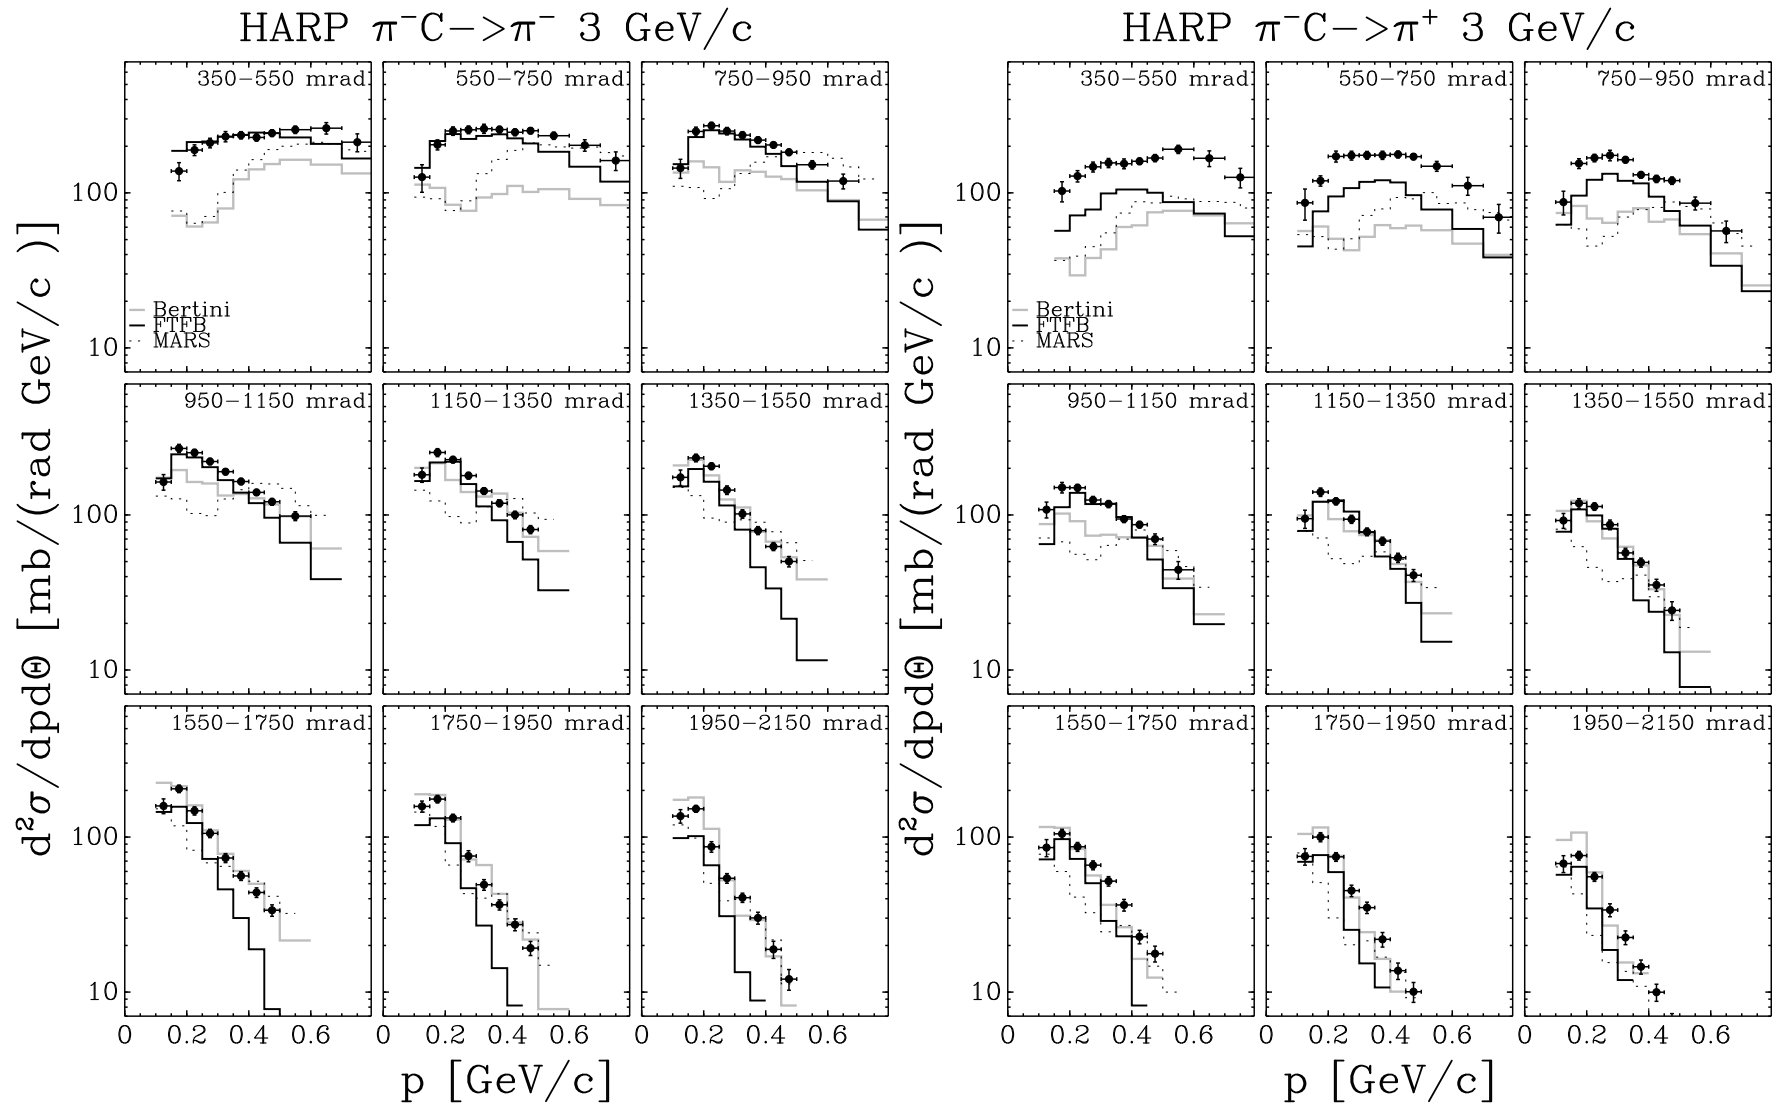 HARP π⁻C−>π⁻ 3 GeV/c
350−550 mrad
550−750 mrad
750−950 mrad
100
10
Bertini
FTFB
MARS
950−1150 mrad
1150−1350 mrad
1350−1550 mrad
100
10
1550−1750 mrad
1750−1950 mrad
1950−2150 mrad
100
10
0 0.2 0.4 0.6 0 0.2 0.4 0.6 0 0.2 0.4 0.6
d²σ/dpdΘ [mb/(rad GeV/c )]
p [GeV/c]
HARP π⁻C−>π⁺ 3 GeV/c
350−550 mrad
550−750 mrad
750−950 mrad
100
10
Bertini
FTFB
MARS
950−1150 mrad
1150−1350 mrad
1350−1550 mrad
100
10
1550−1750 mrad
1750−1950 mrad
1950−2150 mrad
100
10
0 0.2 0.4 0.6 0 0.2 0.4 0.6 0 0.2 0.4 0.6
d²σ/dpdΘ [mb/(rad GeV/c )]
p [GeV/c]